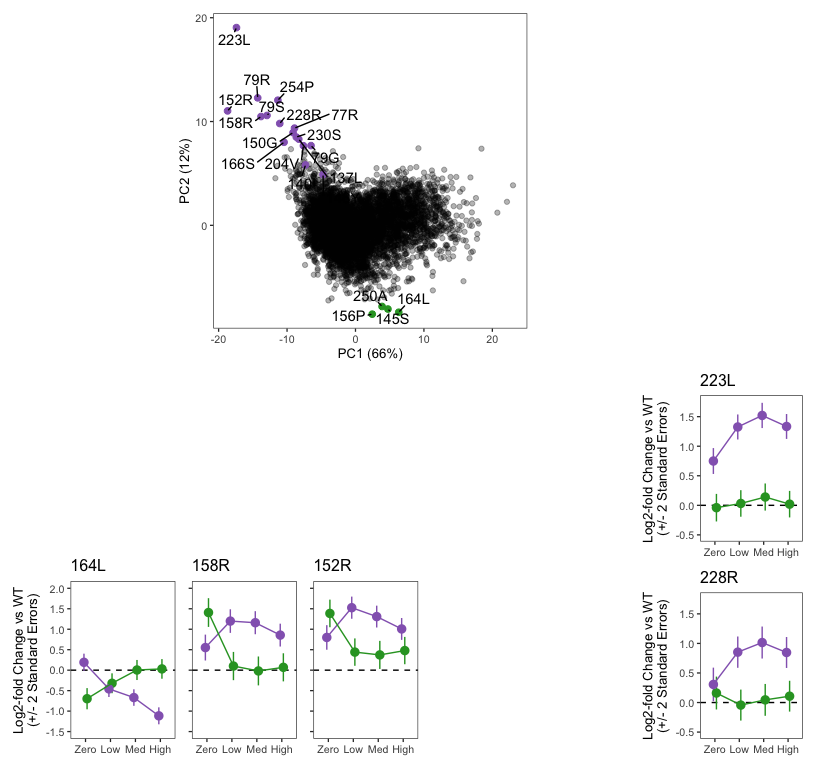 20
10
0
PC2 (12%)
223L
79R
254P
152R
79S
158R
228R
77R
150G
230S
166S
204V
79G
137L
250A
164L
156P
145S
-20
-10
0
10
20
PC1 (66%)
223L
Log2-fold Change vs WT
(+/- 2 Standard Errors)
1.5
1.0
0.5
0.0
-0.5
Zero Low Med High
164L
158R
152R
Log2-fold Change vs WT
(+/- 2 Standard Errors)
2.0
1.5
1.0
0.5
0.0
-0.5
-1.0
-1.5
Zero Low Med High
Zero Low Med High
Zero Low Med High
228R
Log2-fold Change vs WT
(+/- 2 Standard Errors)
1.5
1.0
0.5
0.0
-0.5
Zero Low Med High